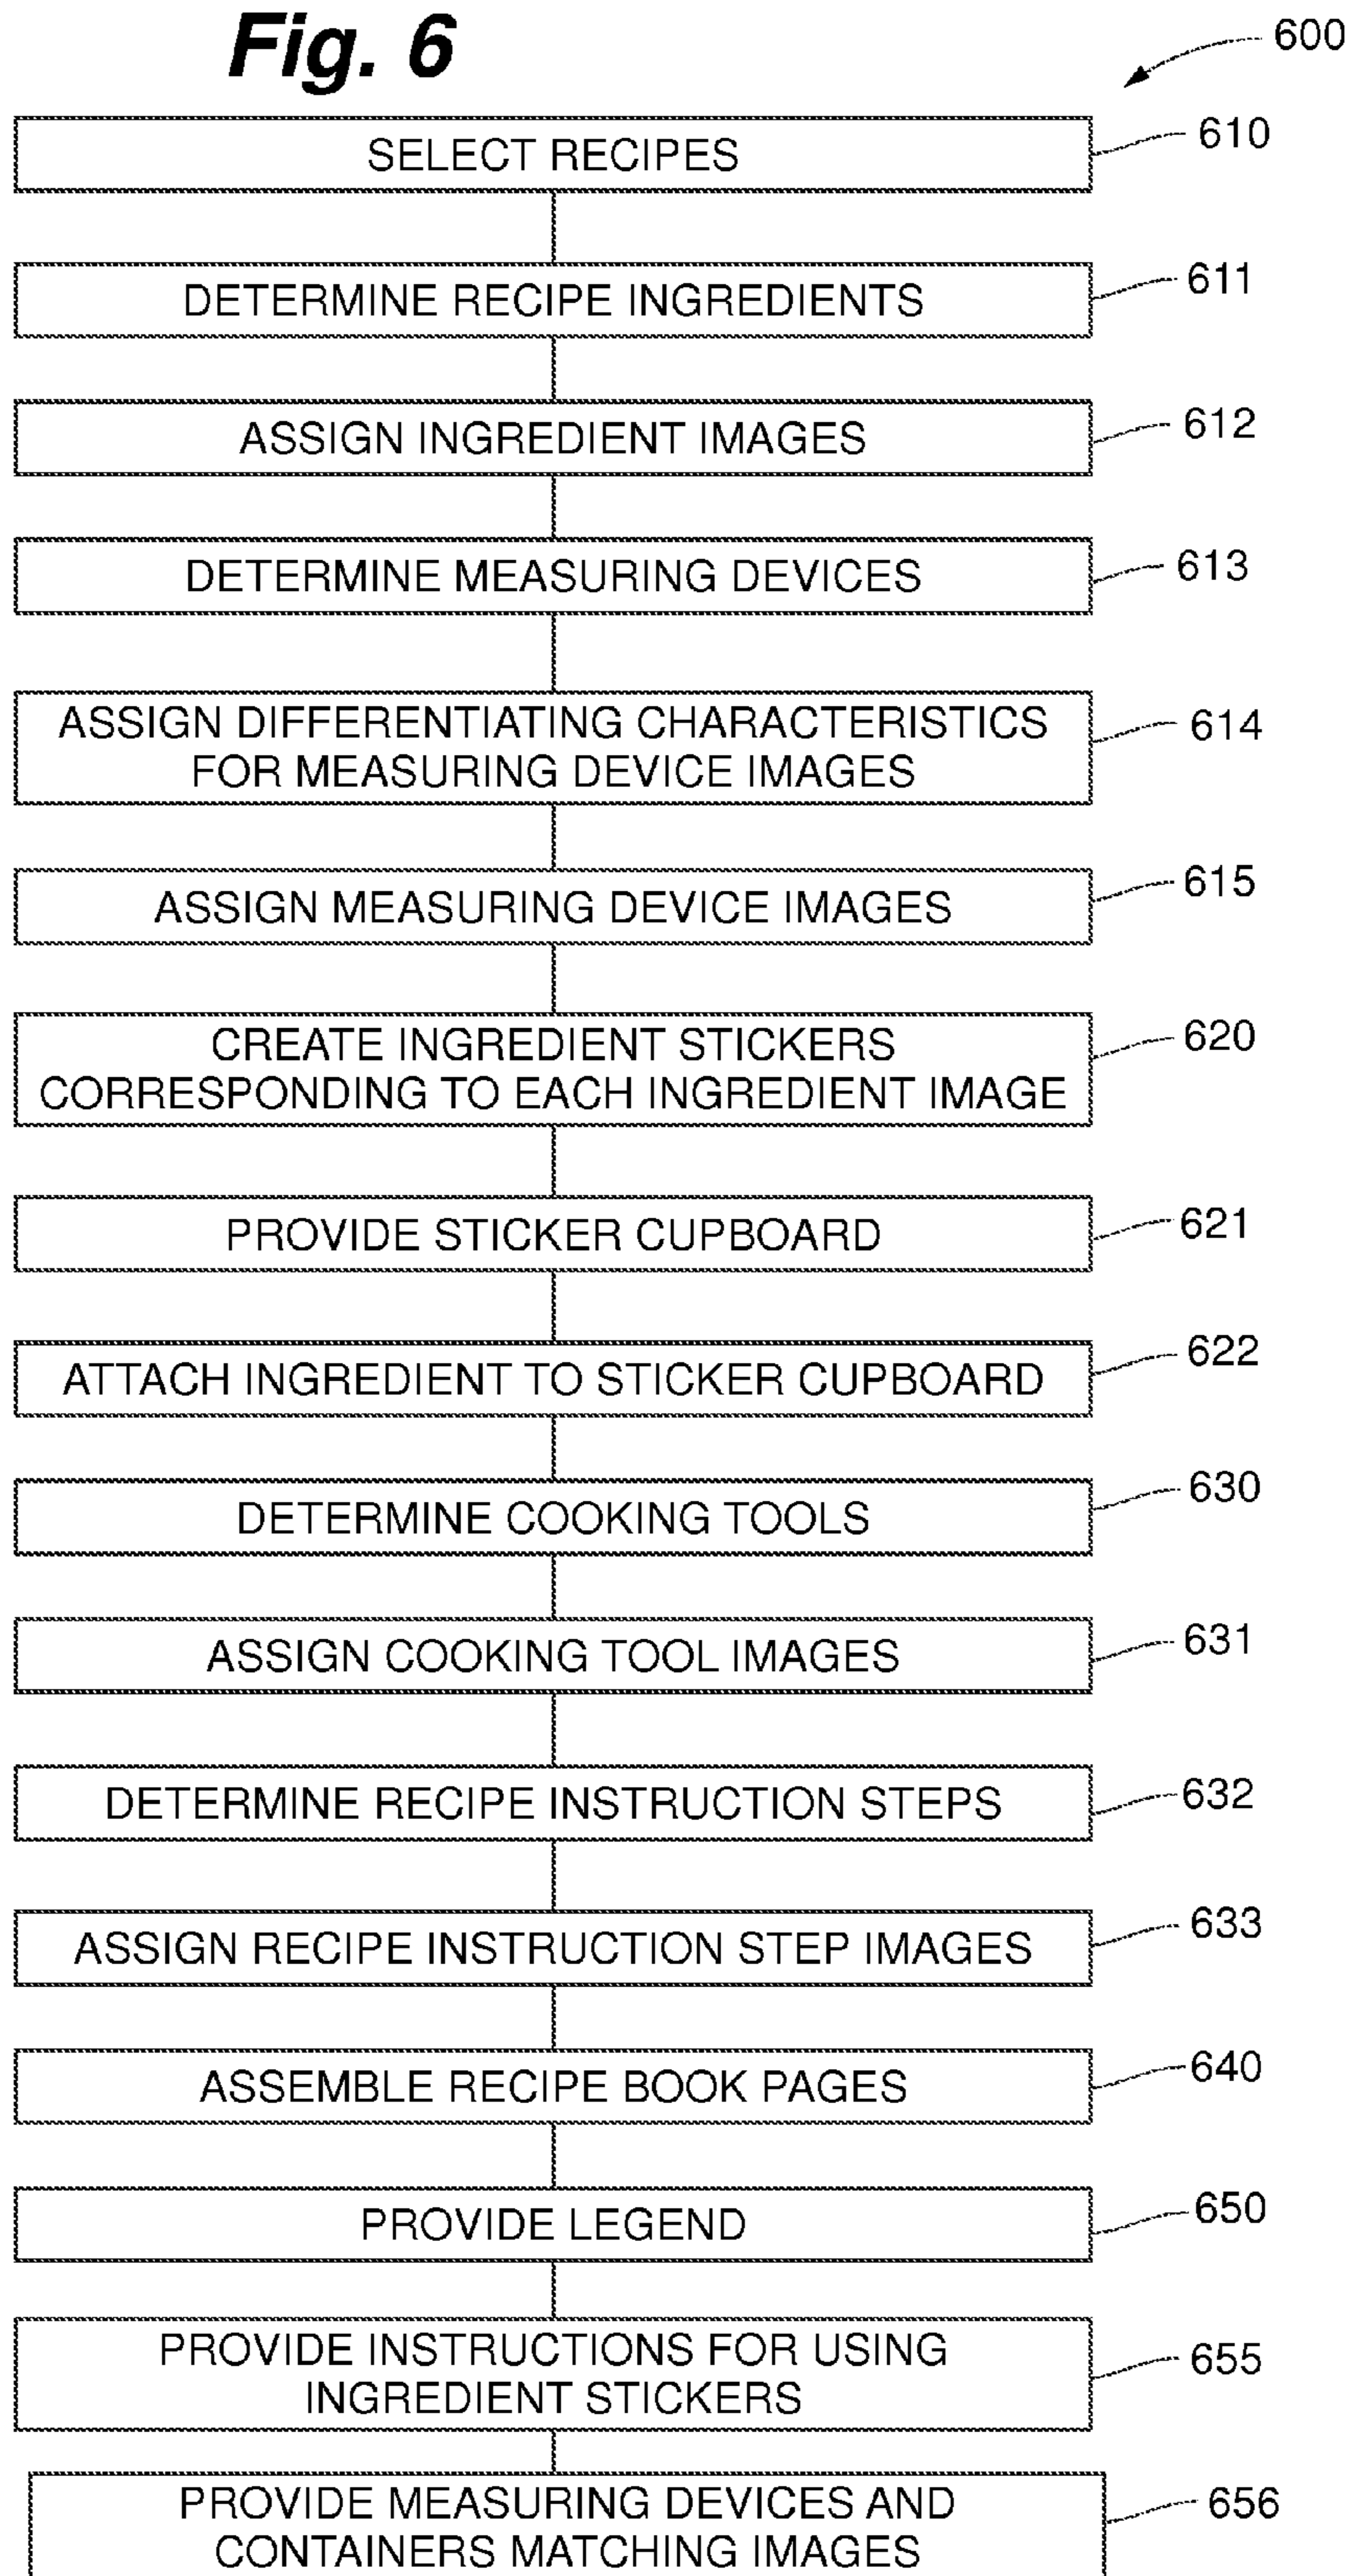 Fig. 6
600
SELECT RECIPES
610
DETERMINE RECIPE INGREDIENTS
611
ASSIGN INGREDIENT IMAGES
612
DETERMINE MEASURING DEVICES
613
ASSIGN DIFFERENTIATING CHARACTERISTICS
FOR MEASURING DEVICE IMAGES
614
ASSIGN MEASURING DEVICE IMAGES
615
CREATE INGREDIENT STICKERS
CORRESPONDING TO EACH INGREDIENT IMAGE
620
PROVIDE STICKER CUPBOARD
621
ATTACH INGREDIENT TO STICKER CUPBOARD
622
DETERMINE COOKING TOOLS
630
ASSIGN COOKING TOOL IMAGES
631
DETERMINE RECIPE INSTRUCTION STEPS
632
ASSIGN RECIPE INSTRUCTION STEP IMAGES
633
ASSEMBLE RECIPE BOOK PAGES
640
PROVIDE LEGEND
650
PROVIDE INSTRUCTIONS FOR USING
INGREDIENT STICKERS
655
PROVIDE MEASURING DEVICES AND
CONTAINERS MATCHING IMAGES
656